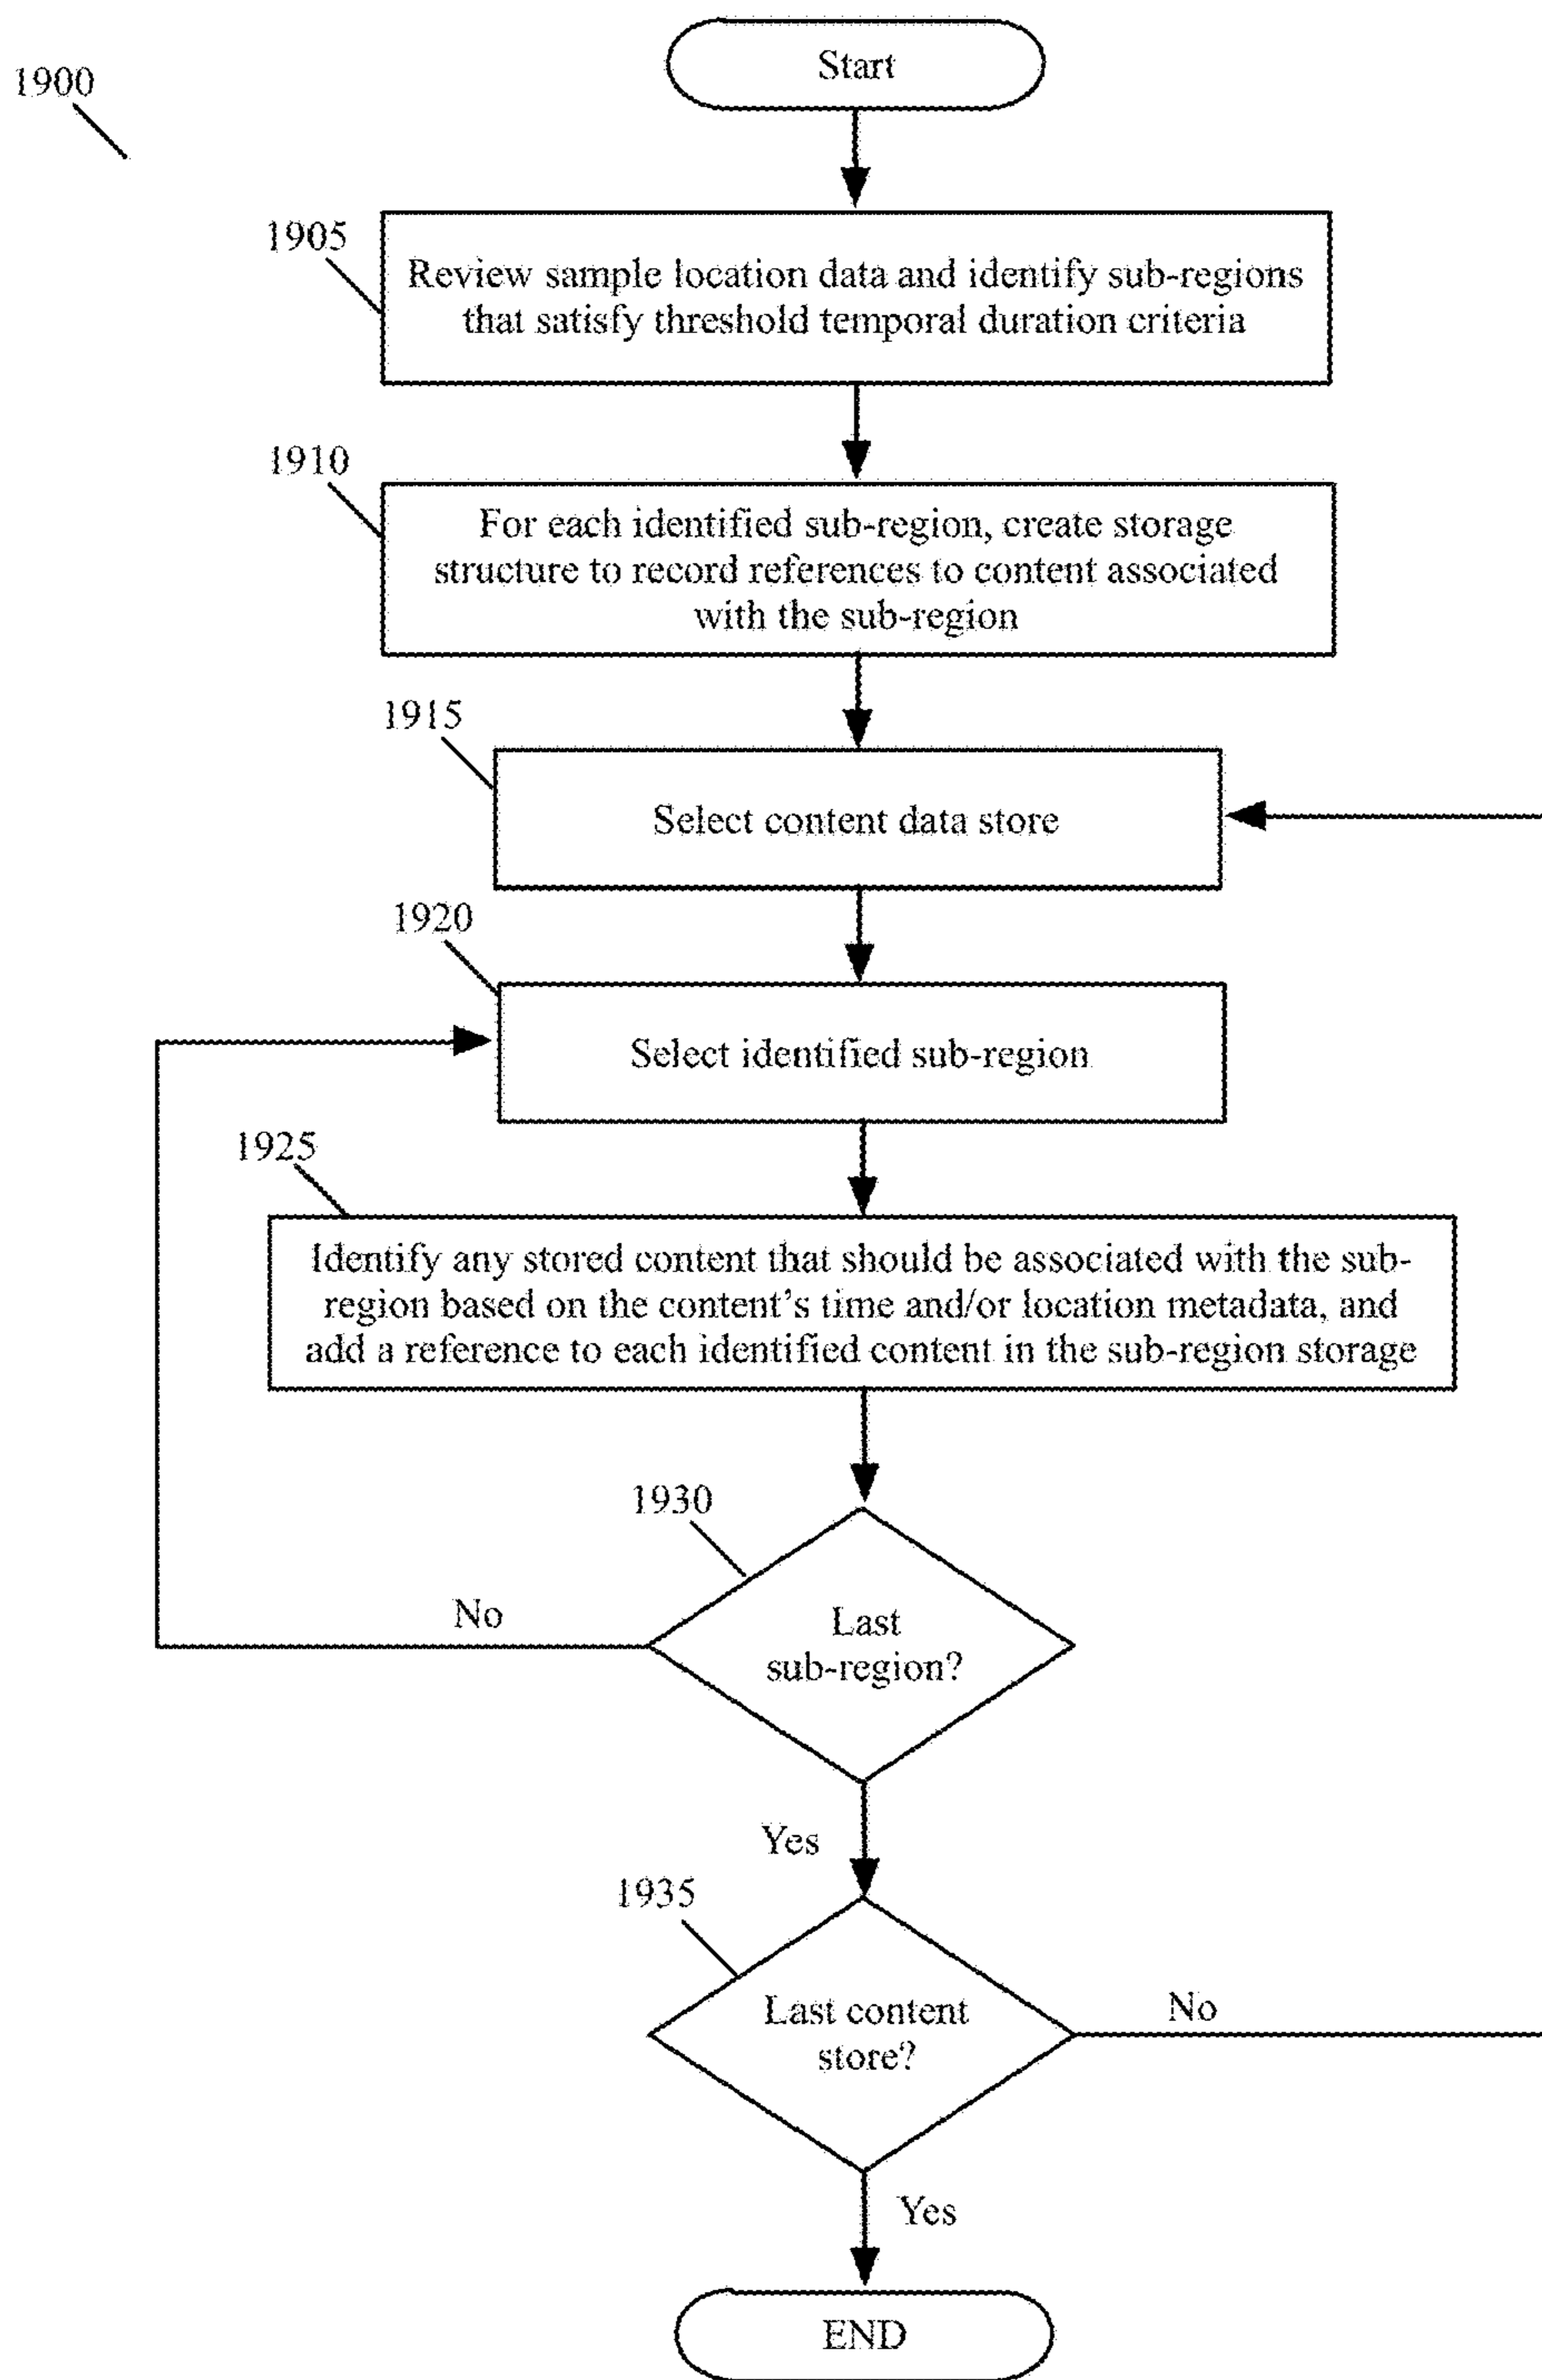 Start
1900
1905
Review sample location data and identify sub-regions
that satisfy threshold temporal duration criteria
1910
For each identified sub-region, create storage
structure to record references to content associated
with the sub-region
1915
Select content data store
1920
Select identified sub-region
1925
Identify any stored content that should be associated with the sub-
region based on the content's time and/or location metadata, and
add a reference to each identified content in the sub-region storage
1930
No
Last
sub-region?
Yes
1935
Last content
store?
No
Yes
END